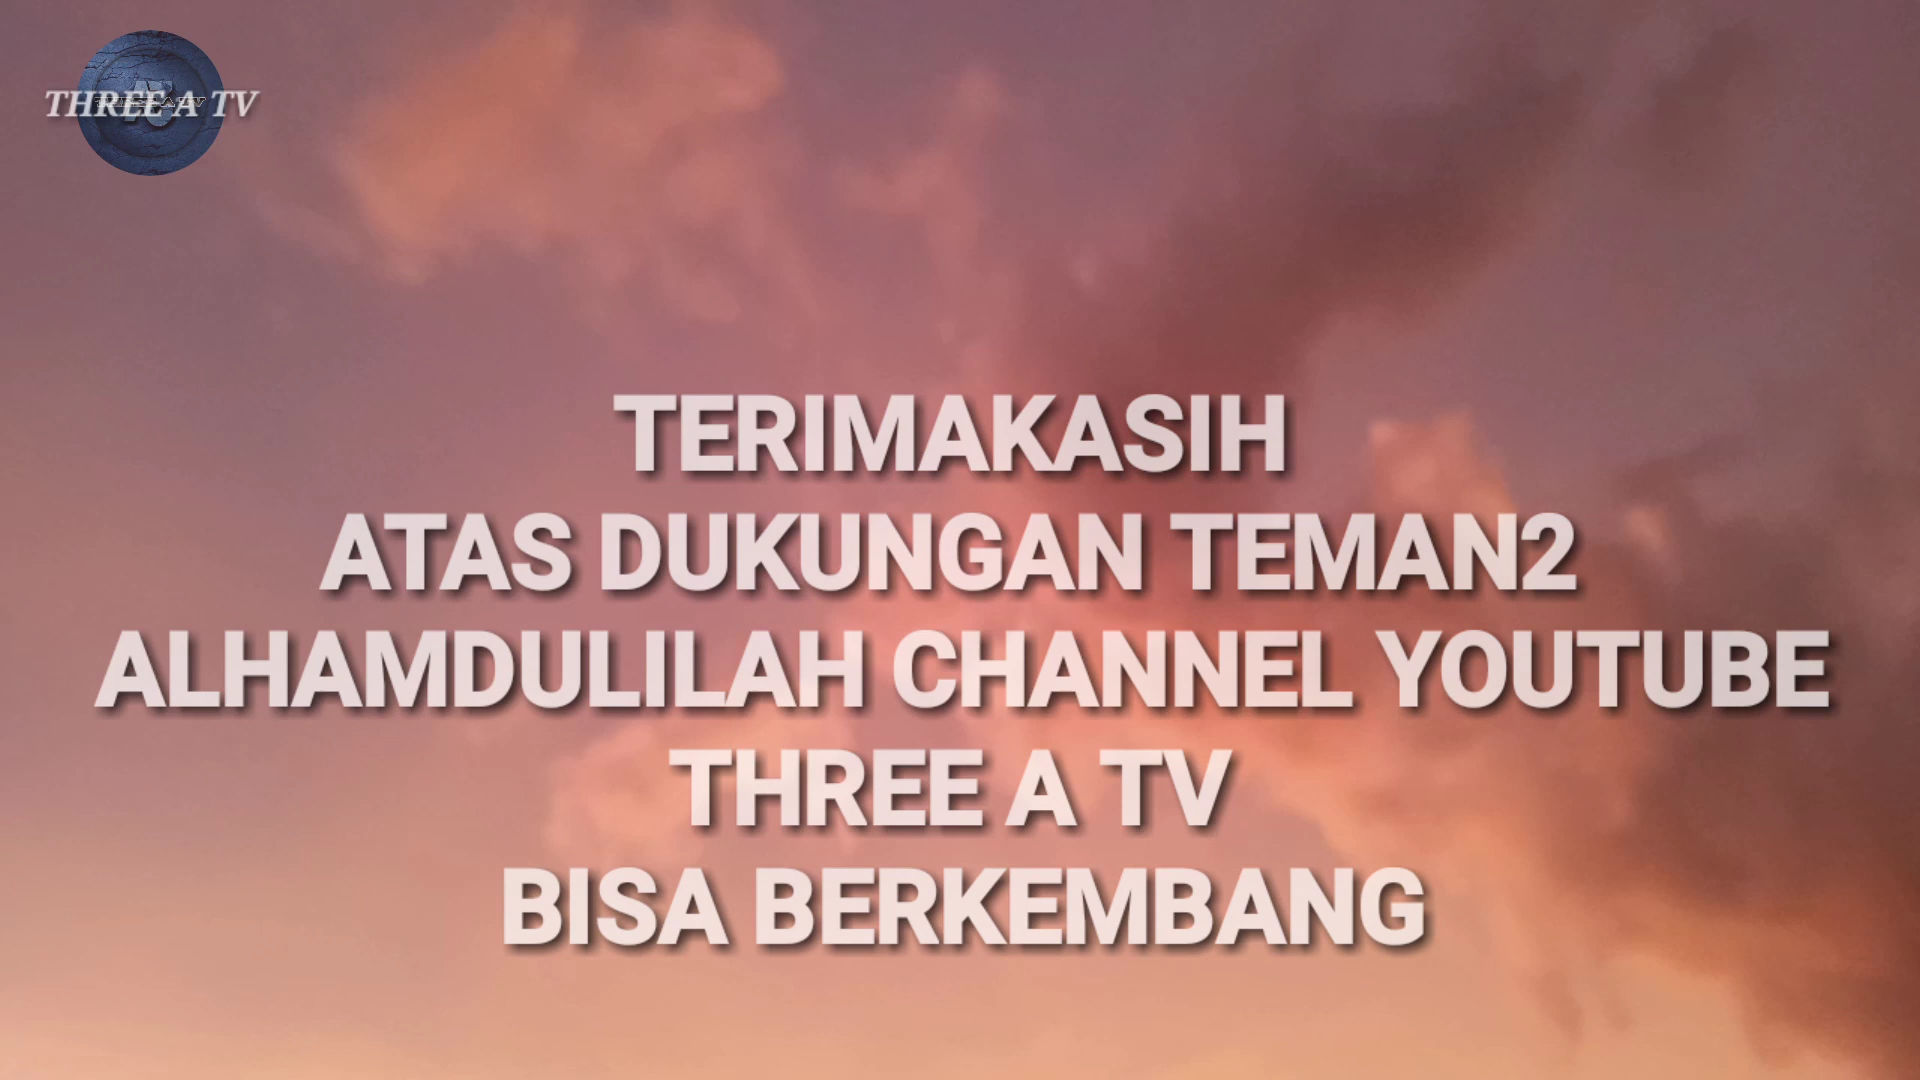 THREE A TV
TERIMAKASIH
ATAS DUKUNGAN TEMAN2
ALHAMDULILAH CHANNEL YOUTUBE
THREE A TV
BISA BERKEMBANG